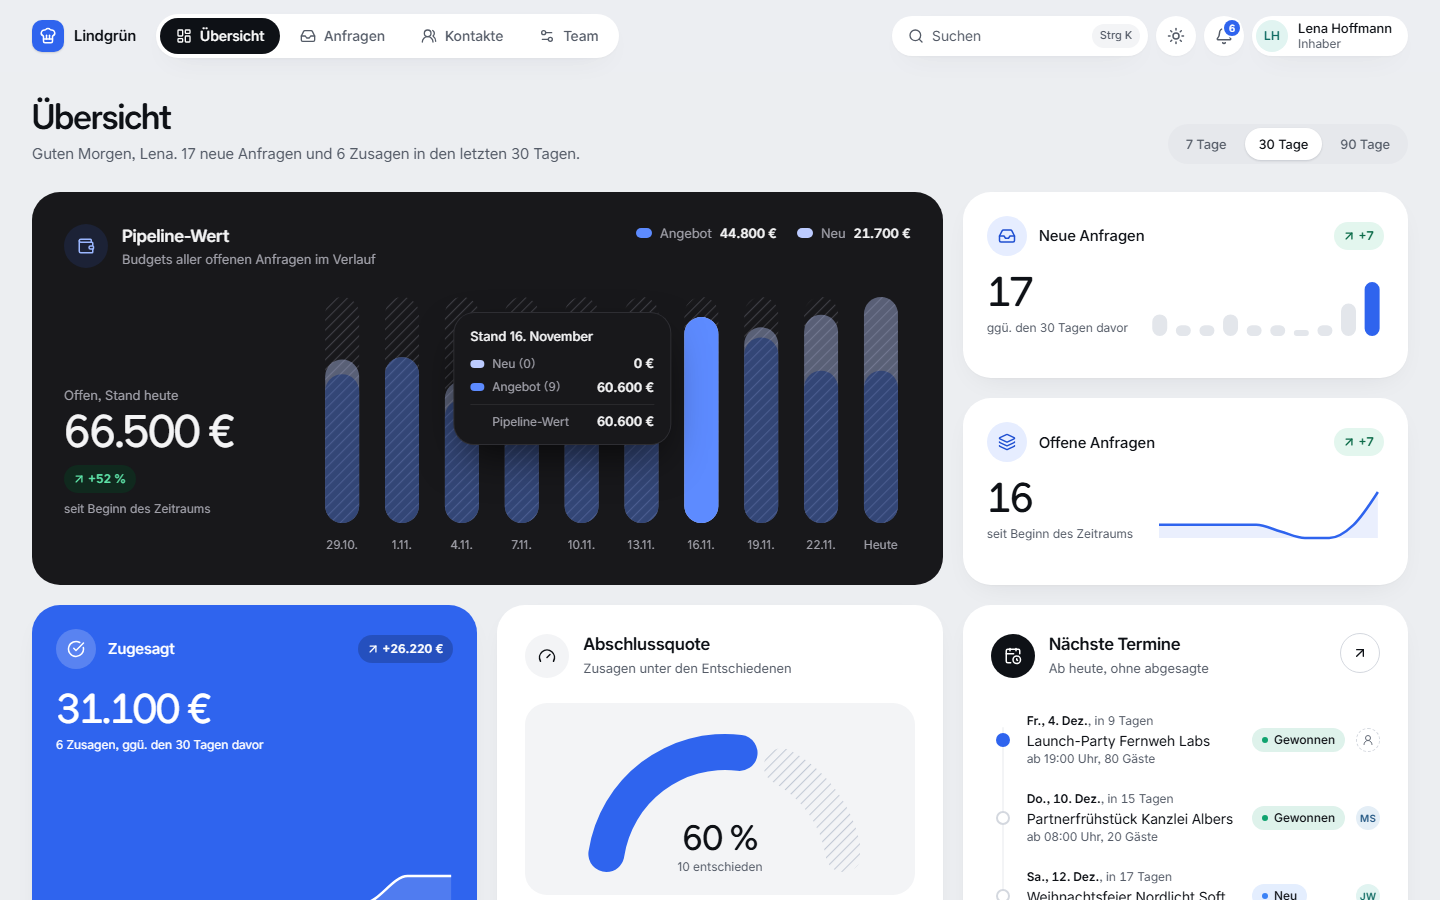 Lindgrün
Übersicht
Anfragen
Kontakte
Team
Suchen
Strg K
6
LH
Lena Hoffmann
Inhaber
Übersicht
Guten Morgen, Lena. 17 neue Anfragen und 6 Zusagen in den letzten 30 Tagen.
7 Tage
30 Tage
90 Tage
Pipeline-Wert
Budgets aller offenen Anfragen im Verlauf
Angebot 44.800 €
Neu 21.700 €
Offen, Stand heute
66.500 €
+52 %
seit Beginn des Zeitraums
Stand 16. November
Neu (0) 0 €
Angebot (9) 60.600 €
Pipeline-Wert 60.600 €
29.10.
1.11.
4.11.
7.11.
10.11.
13.11.
16.11.
19.11.
22.11.
Heute
Neue Anfragen
+7
17
ggü. den 30 Tagen davor
Offene Anfragen
+7
16
seit Beginn des Zeitraums
Zugesagt
+26.220 €
31.100 €
6 Zusagen, ggü. den 30 Tagen davor
Abschlussquote
Zusagen unter den Entschiedenen
60 %
10 entschieden
Nächste Termine
Ab heute, ohne abgesagte
Fr., 4. Dez., in 9 Tagen
Launch-Party Fernweh Labs
ab 19:00 Uhr, 80 Gäste
Gewonnen
Do., 10. Dez., in 15 Tagen
Partnerfrühstück Kanzlei Albers
ab 08:00 Uhr, 20 Gäste
Gewonnen
MS
Sa., 12. Dez., in 17 Tagen
Weihnachtsfeier Nordlicht Soft
Neu
JW